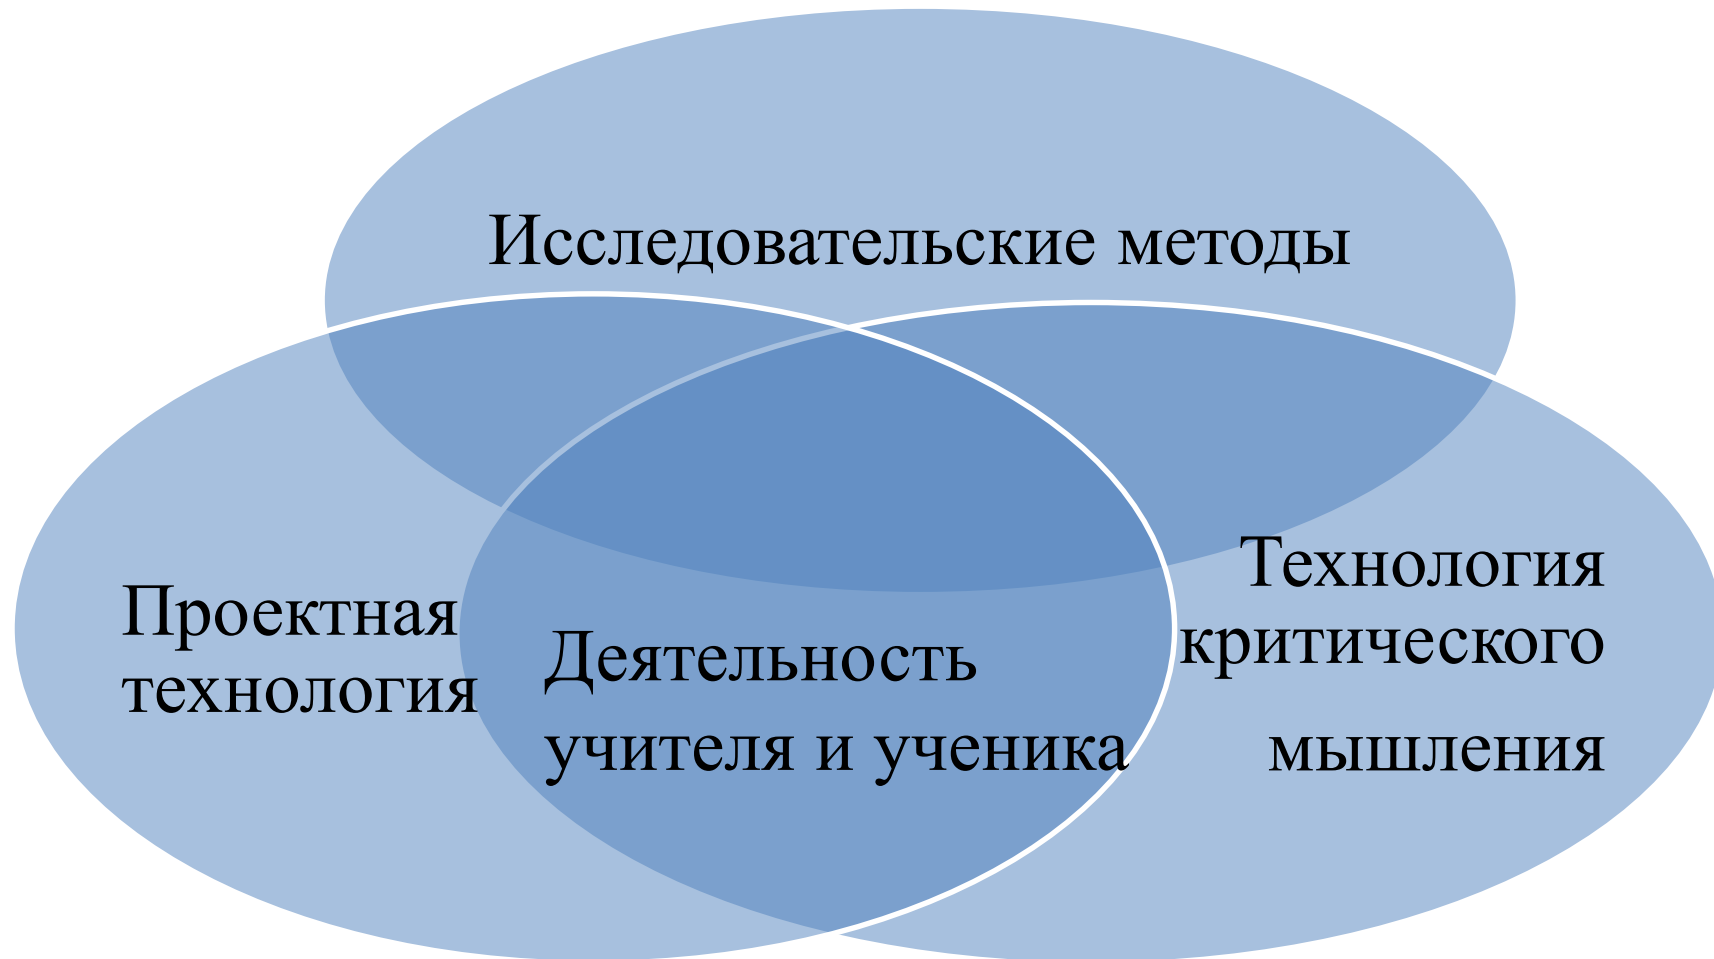 Исследовательские методы
Проектная
технология
Деятельность
учителя и ученика
Технология
критического
мышления